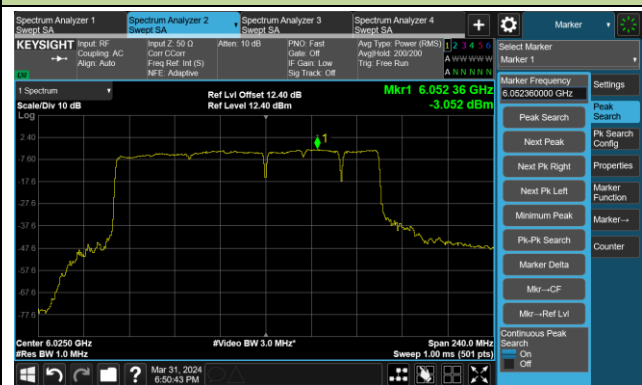 Spectrum Analyzer 1
Swept SA
Spectrum Analyzer 2
Swept SA
Spectrum Analyzer 3
Swept SA
Spectrum Analyzer 4
Swept SA
+
Marker
KEYSIGHT
Input: RF
Coupling: AC
Align: Auto
Input Z: 50 Ω
Corr CCorr
Freq Ref: Int (S)
NFE: Adaptive
Atten: 10 dB
PNO: Fast
Gate: Off
IF Gain: Low
Sig Track: Off
Avg Type: Power (RMS)
Avg|Hold: 200/200
Trig: Free Run
1 2 3 4 5 6
A W W W W W
A N N N N N
LNI
Select Marker
Marker 1
1 Spectrum
Scale/Div 10 dB
Log
Ref Lvl Offset 12.40 dB
Ref Level 12.40 dBm
Mkr1 6.052 36 GHz
-3.052 dBm
2.40
-7.60
-17.6
-27.6
-37.6
-47.6
-57.6
-67.6
-77.6
1
Center 6.0250 GHz
#Res BW 1.0 MHz
#Video BW 3.0 MHz*
Span 240.0 MHz
Sweep 1.00 ms (501 pts)
Marker Frequency
6.052360000 GHz
Peak Search
Next Peak
Next Pk Right
Next Pk Left
Minimum Peak
Pk-Pk Search
Marker Delta
Mkr→CF
Mkr→Ref Lvl
Continuous Peak
Search
On
Off
Settings
Peak
Search
Pk Search
Config
Properties
Marker
Function
Marker→
Counter
?
Mar 31, 2024
6:50:43 PM